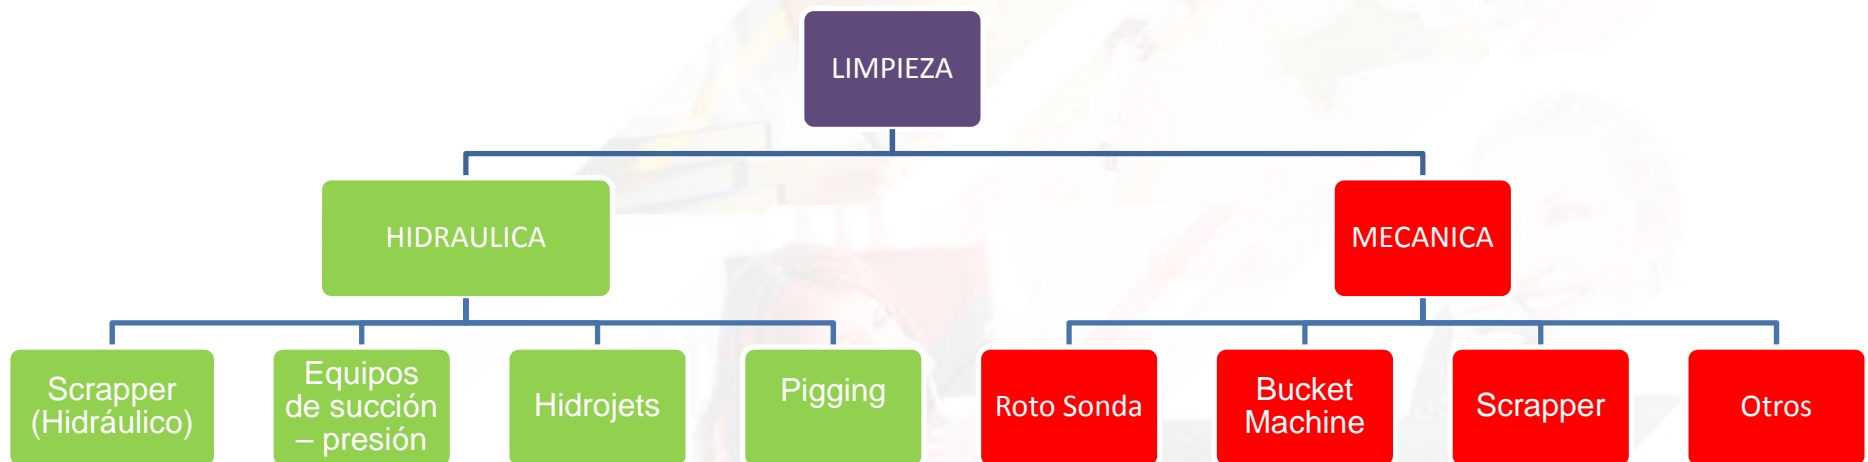 LIMPIEZA
HIDRAULICA
MECANICA
Scrapper
(Hidráulico)
Equipos
de succión
– presión
Hidrojets
Pigging
Roto Sonda
Bucket
Machine
Scrapper
Otros